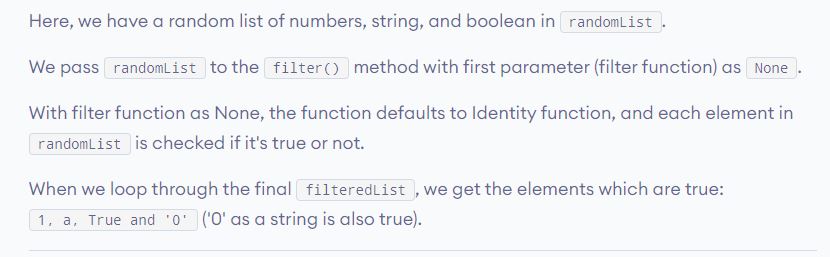 Here, we have a random list of numbers, string, and boolean in randomList.
We pass randomList to the filter() method with first parameter (filter function) as None.
With filter function as None, the function defaults to Identity function, and each element in
randomList is checked if it's true or not.
When we loop through the final filteredList, we get the elements which are true:
1, a, True and '0' ('0' as a string is also true).